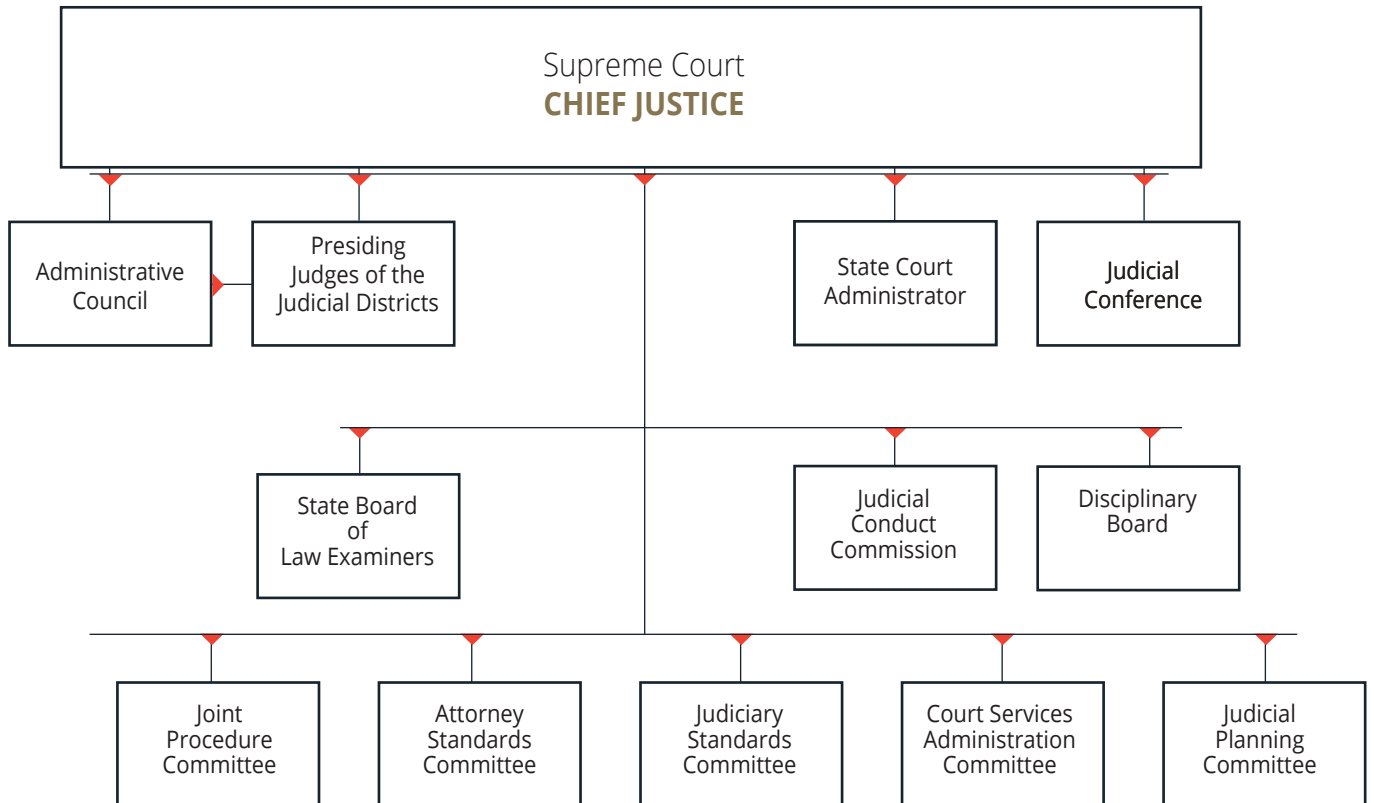 Supreme Court
CHIEF JUSTICE
Administrative
Council
Presiding
Judges of the
Judicial Districts
State Court
Administrator
Judicial
Conference
State Board
of
Law Examiners
Judicial
Conduct
Commission
Disciplinary
Board
Joint
Procedure
Committee
Attorney
Standards
Committee
Judiciary
Standards
Committee
Court Services
Administration
Committee
Judicial
Planning
Committee